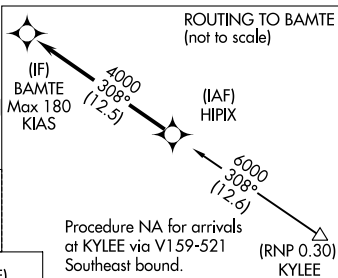 ROUTING TO BAMTE
(not to scale)
(IF)
BAMTE
Max 180
KIAS
4000
308°
(12.5)
(IAF)
HIPIX
6000
308°
(12.6)
Procedure NA for arrivals
at KYLEE via V159-521
Southeast bound.
(RNP 0.30)
KYLEE